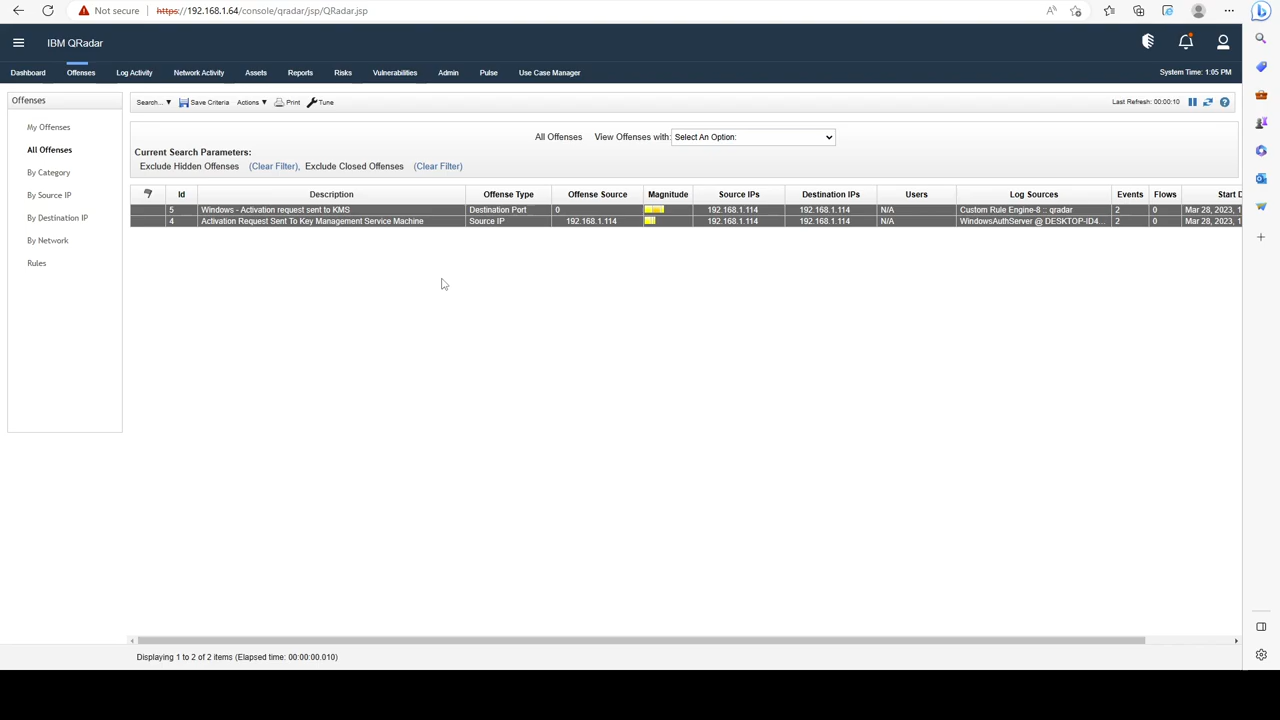 Not secure https://192.168.1.64/console/qradar/jsp/QRadar.jsp
IBM QRadar
Dashboard Offenses Log Activity Network Activity Assets Reports Risks Vulnerabilities Admin Pulse Use Case Manager System Time: 1:05 PM
Offenses
My Offenses
All Offenses
By Category
By Source IP
By Destination IP
By Network
Rules
Search... Save Criteria Actions Print Tune Last Refresh: 00:00:10
All Offenses View Offenses with: Select An Option:
Current Search Parameters:
Exclude Hidden Offenses (Clear Filter), Exclude Closed Offenses (Clear Filter)
Id Description Offense Type Offense Source Magnitude Source IPs Destination IPs Users Log Sources Events Flows Start D
5 Windows - Activation request sent to KMS Destination Port 0 192.168.1.114 192.168.1.114 N/A Custom Rule Engine-8 :: qradar 2 0 Mar 28, 2023, 1
4 Activation Request Sent To Key Management Service Machine Source IP 192.168.1.114 192.168.1.114 192.168.1.114 N/A WindowsAuthServer @ DESKTOP-ID4... 2 0 Mar 28, 2023, 1
Displaying 1 to 2 of 2 items (Elapsed time: 00:00:00.010)